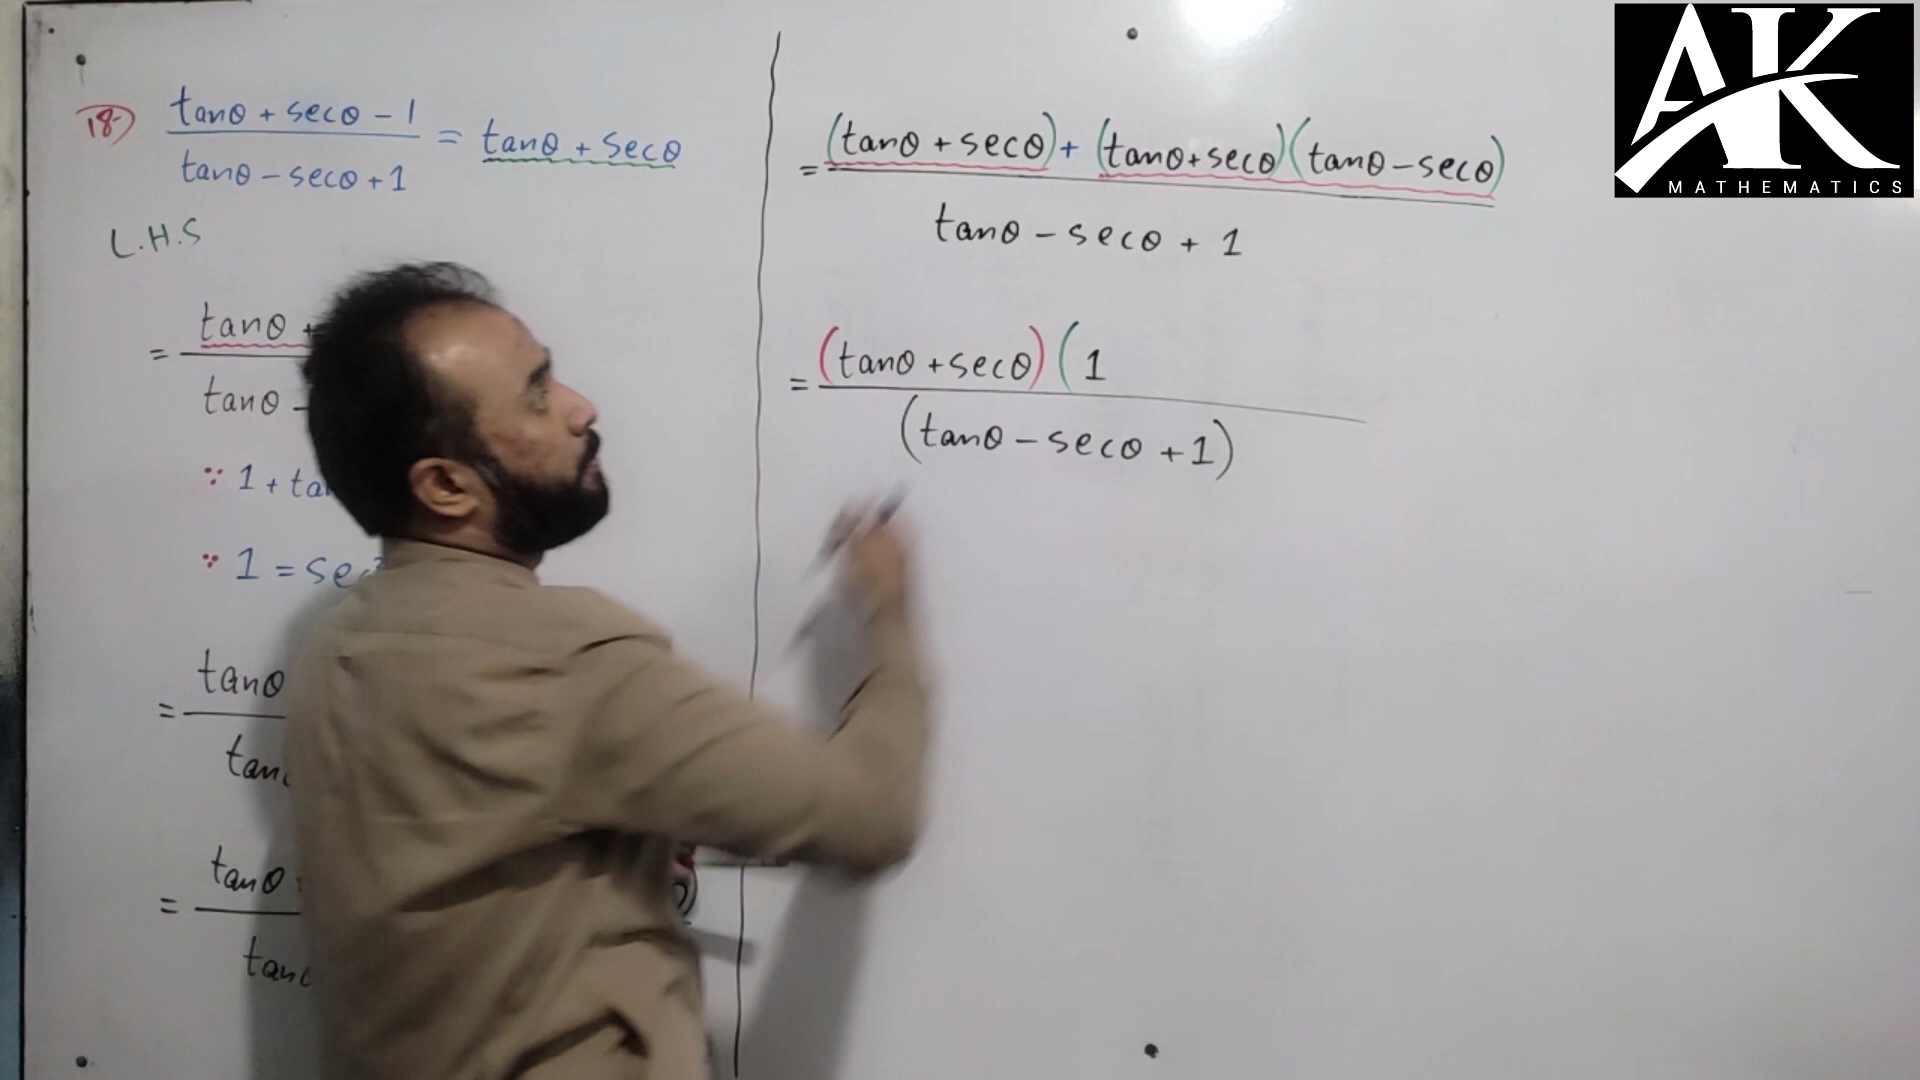 18-) tanθ + secθ - 1 / tanθ - secθ + 1 = tanθ + secθ
L.H.S
= tanθ + / tanθ -
∵ 1 + ta
∵ 1 = sec²
= tanθ / tan
= tanθ / tan
= (tanθ + secθ) + (tanθ + secθ)(tanθ - secθ) / tanθ - secθ + 1
= (tanθ + secθ) (1 / (tanθ - secθ + 1)
AK
MATHEMATICS